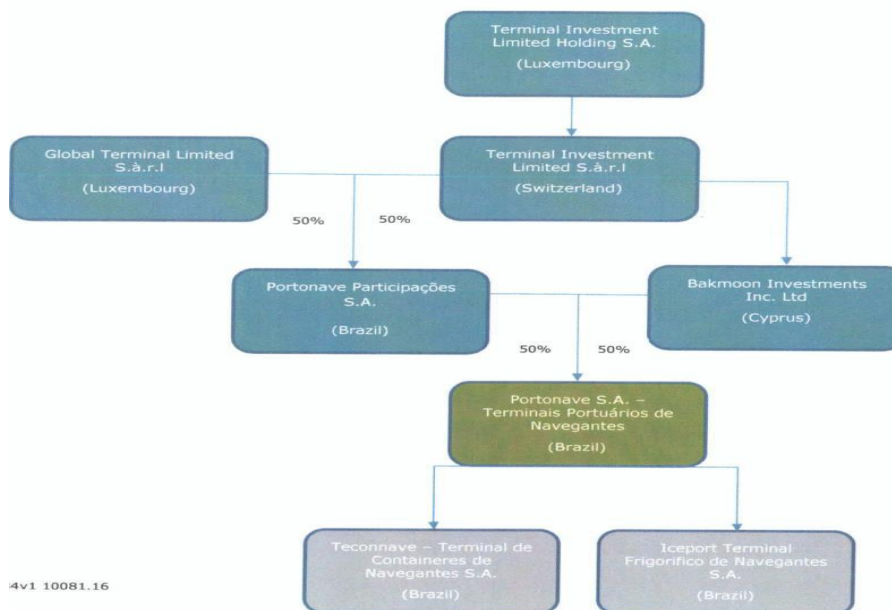 Terminal Investment
Limited Holding S.A.
(Luxembourg)
Global Terminal Limited
S.à.r.l
(Luxembourg)
Terminal Investment
Limited S.à.r.l
(Switzerland)
50%
50%
Portonave Participações
S.A.
(Brazil)
Bakmoon Investments
Inc. Ltd
(Cyprus)
50%
50%
Portonave S.A. –
Terminais Portuários de
Navegantes
(Brazil)
Teconnave – Terminal de
Containeres de
Navegantes S.A.
(Brazil)
Iceport Terminal
Frigorifico de Navegantes
S.A.
(Brazil)
4v1 10081.16